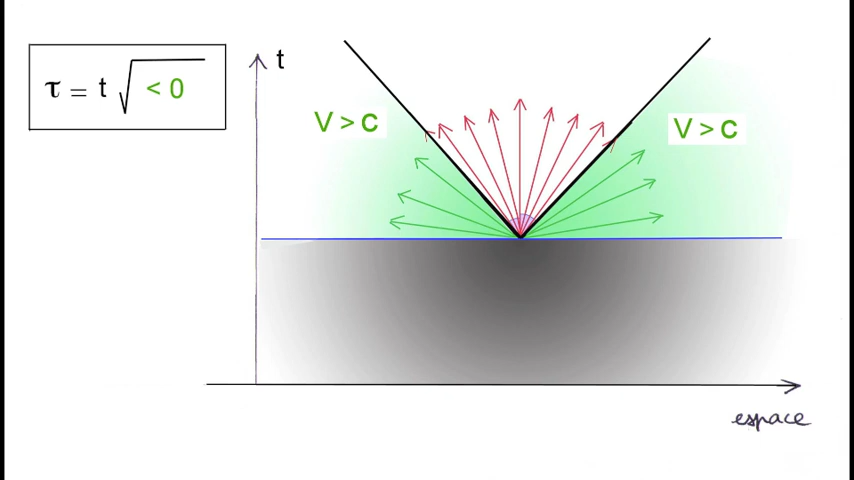 t
τ = t √ < 0
V > C
V > C
espace